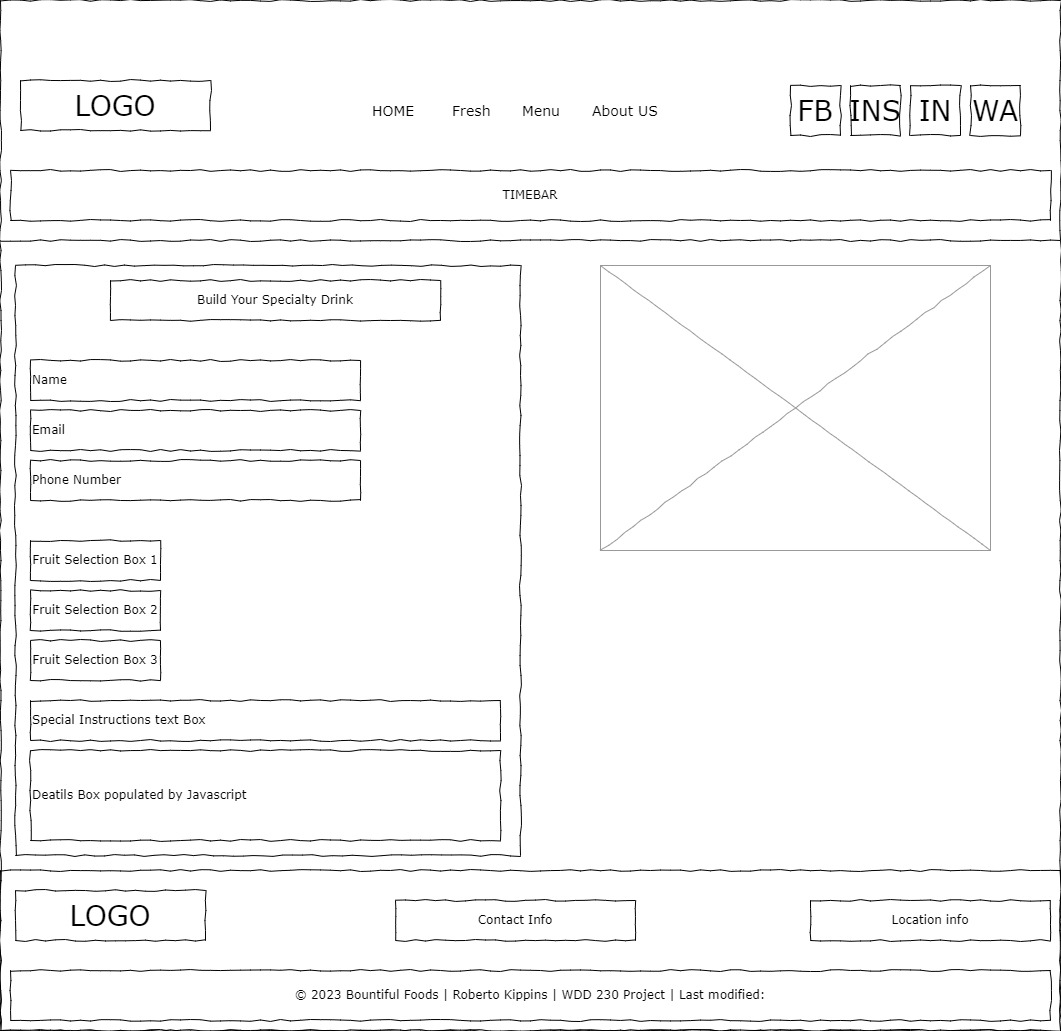 LOGO
HOME
Fresh
Menu
About US
FB
INS
IN
WA
TIMEBAR
Build Your Specialty Drink
Name
Email
Phone Number
Fruit Selection Box 1
Fruit Selection Box 2
Fruit Selection Box 3
Special Instructions text Box
Deatils Box populated by Javascript
LOGO
Contact Info
Location info
© 2023 Bountiful Foods | Roberto Kippins | WDD 230 Project | Last modified: